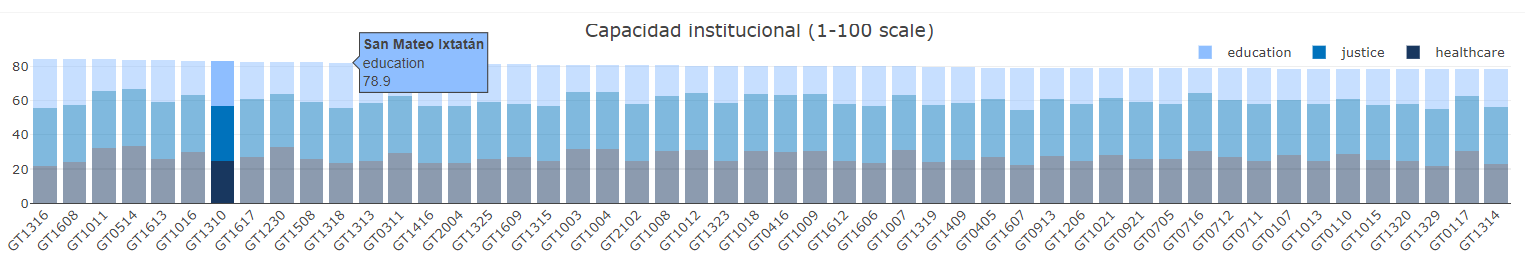 Capacidad institucional (1-100 scale)
education justice healthcare
San Mateo Ixtatán
education
78.9
80
60
40
20
0
GT1316 GT1608 GT1011 GT0514 GT1613 GT1016 GT1310 GT1617 GT1230 GT1508 GT1318 GT1313 GT0311 GT1416 GT2004 GT1325 GT1609 GT1315 GT1003 GT1004 GT2102 GT1008 GT1012 GT1323 GT1018 GT0416 GT1009 GT1612 GT1606 GT1007 GT1319 GT1409 GT0405 GT1607 GT0913 GT1206 GT1021 GT0921 GT0705 GT0716 GT0712 GT0711 GT0107 GT1013 GT0110 GT1015 GT1320 GT1329 GT0117 GT1314